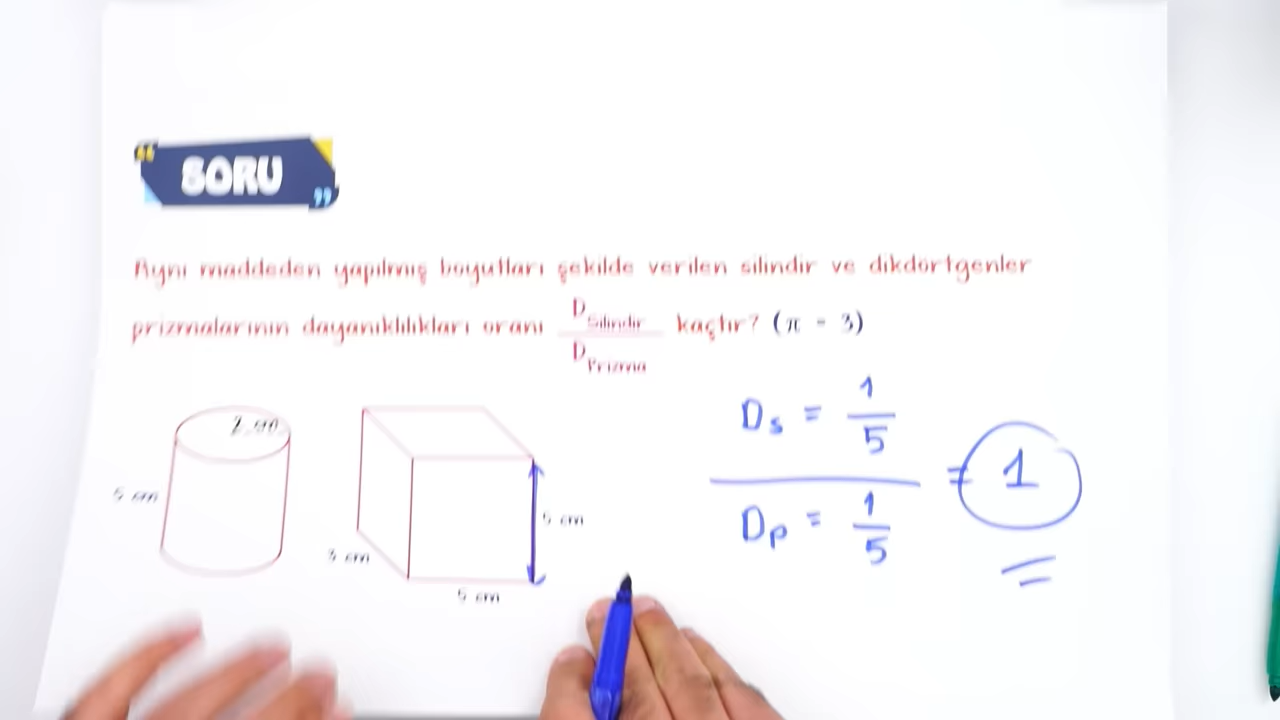 SORU
Aynı maddeden yapılmış boyutları şekilde verilen silindir ve dikdörtgenler
prizmalarının dayanıklılıkları oranı D Silindir / D Prizma kaçtır? (π = 3)
2 cm
5 cm
3 cm
5 cm
5 cm
Ds = 1/5
Dp = 1/5
= 1